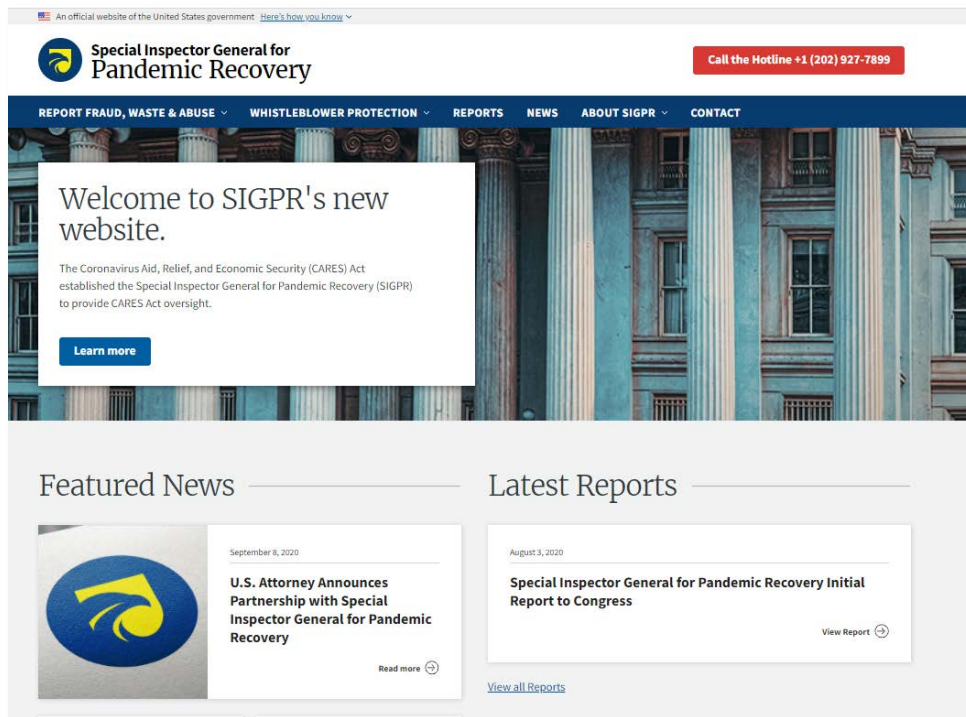 An official website of the United States government Here's how you know
Special Inspector General for
Pandemic Recovery
Call the Hotline +1 (202) 927-7899
REPORT FRAUD, WASTE & ABUSE
WHISTLEBLOWER PROTECTION
REPORTS
NEWS
ABOUT SIGPR
CONTACT
Welcome to SIGPR's new
website.
The Coronavirus Aid, Relief, and Economic Security (CARES) Act
established the Special Inspector General for Pandemic Recovery (SIGPR)
to provide CARES Act oversight.
Learn more
Featured News
September 8, 2020
U.S. Attorney Announces
Partnership with Special
Inspector General for Pandemic
Recovery
Read more
Latest Reports
August 3, 2020
Special Inspector General for Pandemic Recovery Initial
Report to Congress
View Report
View all Reports